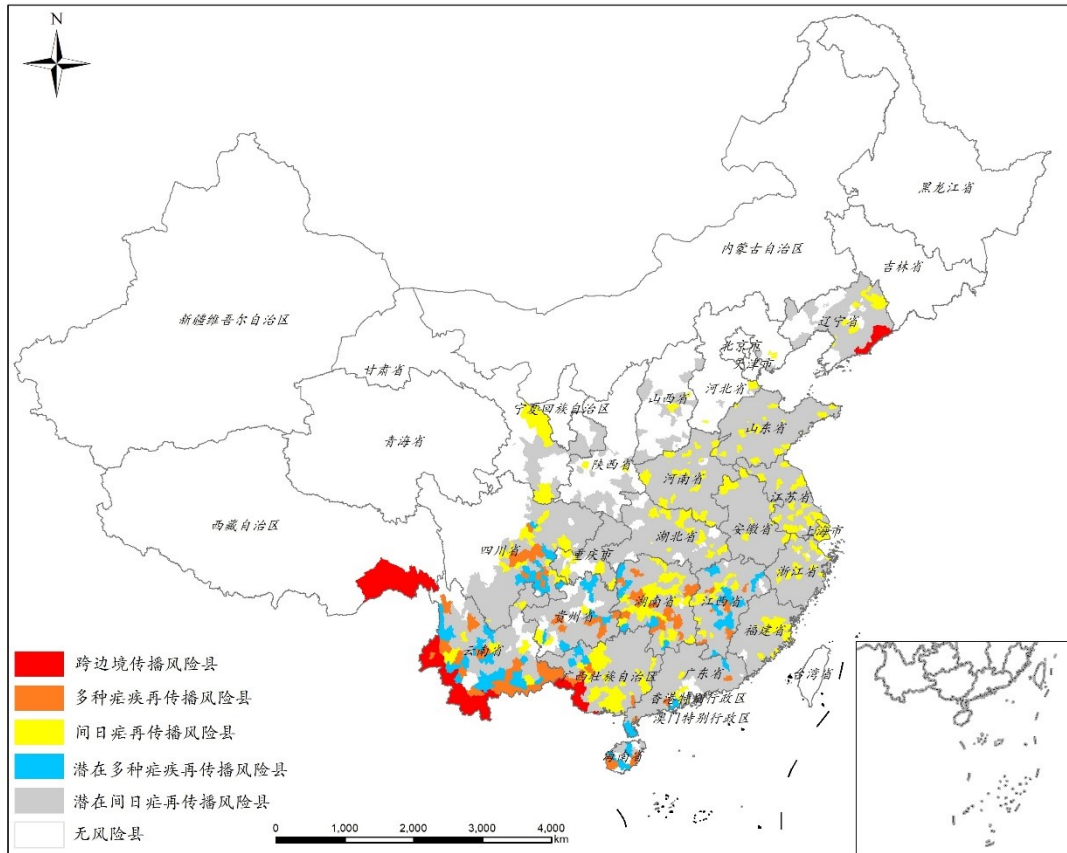 N
黑龙江省
内蒙古自治区
吉林省
新疆维吾尔自治区
辽宁省
北京市
天津市
甘肃省
河北省
山西省
宁夏回族自治区
山东省
青海省
陕西省
河南省
江苏省
西藏自治区
安徽省
上海市
四川省
湖北省
重庆市
浙江省
湖南省
江西省
贵州省
福建省
云南省
广西壮族自治区
广东省
台湾省
香港特别行政区
澳门特别行政区
海南省
跨边境传播风险县
多种症疾再传播风险县
间日症再传播风险县
潜在多种症疾再传播风险县
潜在间日症再传播风险县
无风险县
0 1,000 2,000 3,000 4,000
km